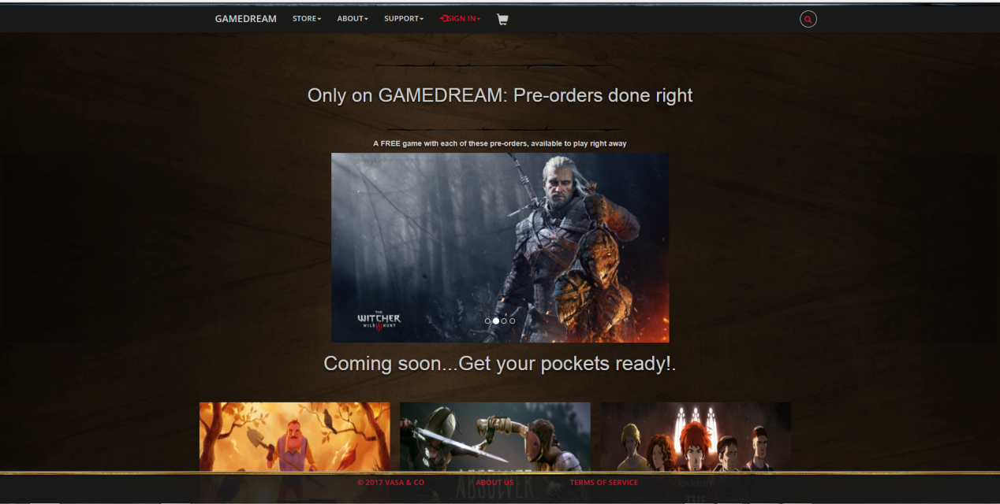 GAMEDREAM STORE ABOUT SUPPORT SIGN IN
Only on GAMEDREAM: Pre-orders done right
A FREE game with each of these pre-orders, available to play right away
THE
WITCHER
WILD HUNT
Coming soon...Get your pockets ready!.
© 2017 VASA & CO ABOUT US TERMS OF SERVICE
ABSOLVER
THE